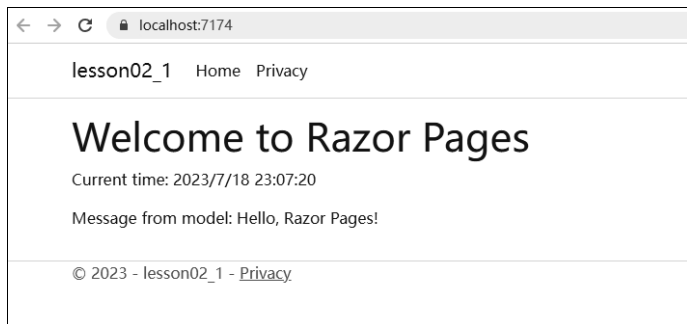 localhost:7174
lesson02_1 Home Privacy
Welcome to Razor Pages
Current time: 2023/7/18 23:07:20
Message from model: Hello, Razor Pages!
© 2023 - lesson02_1 - Privacy